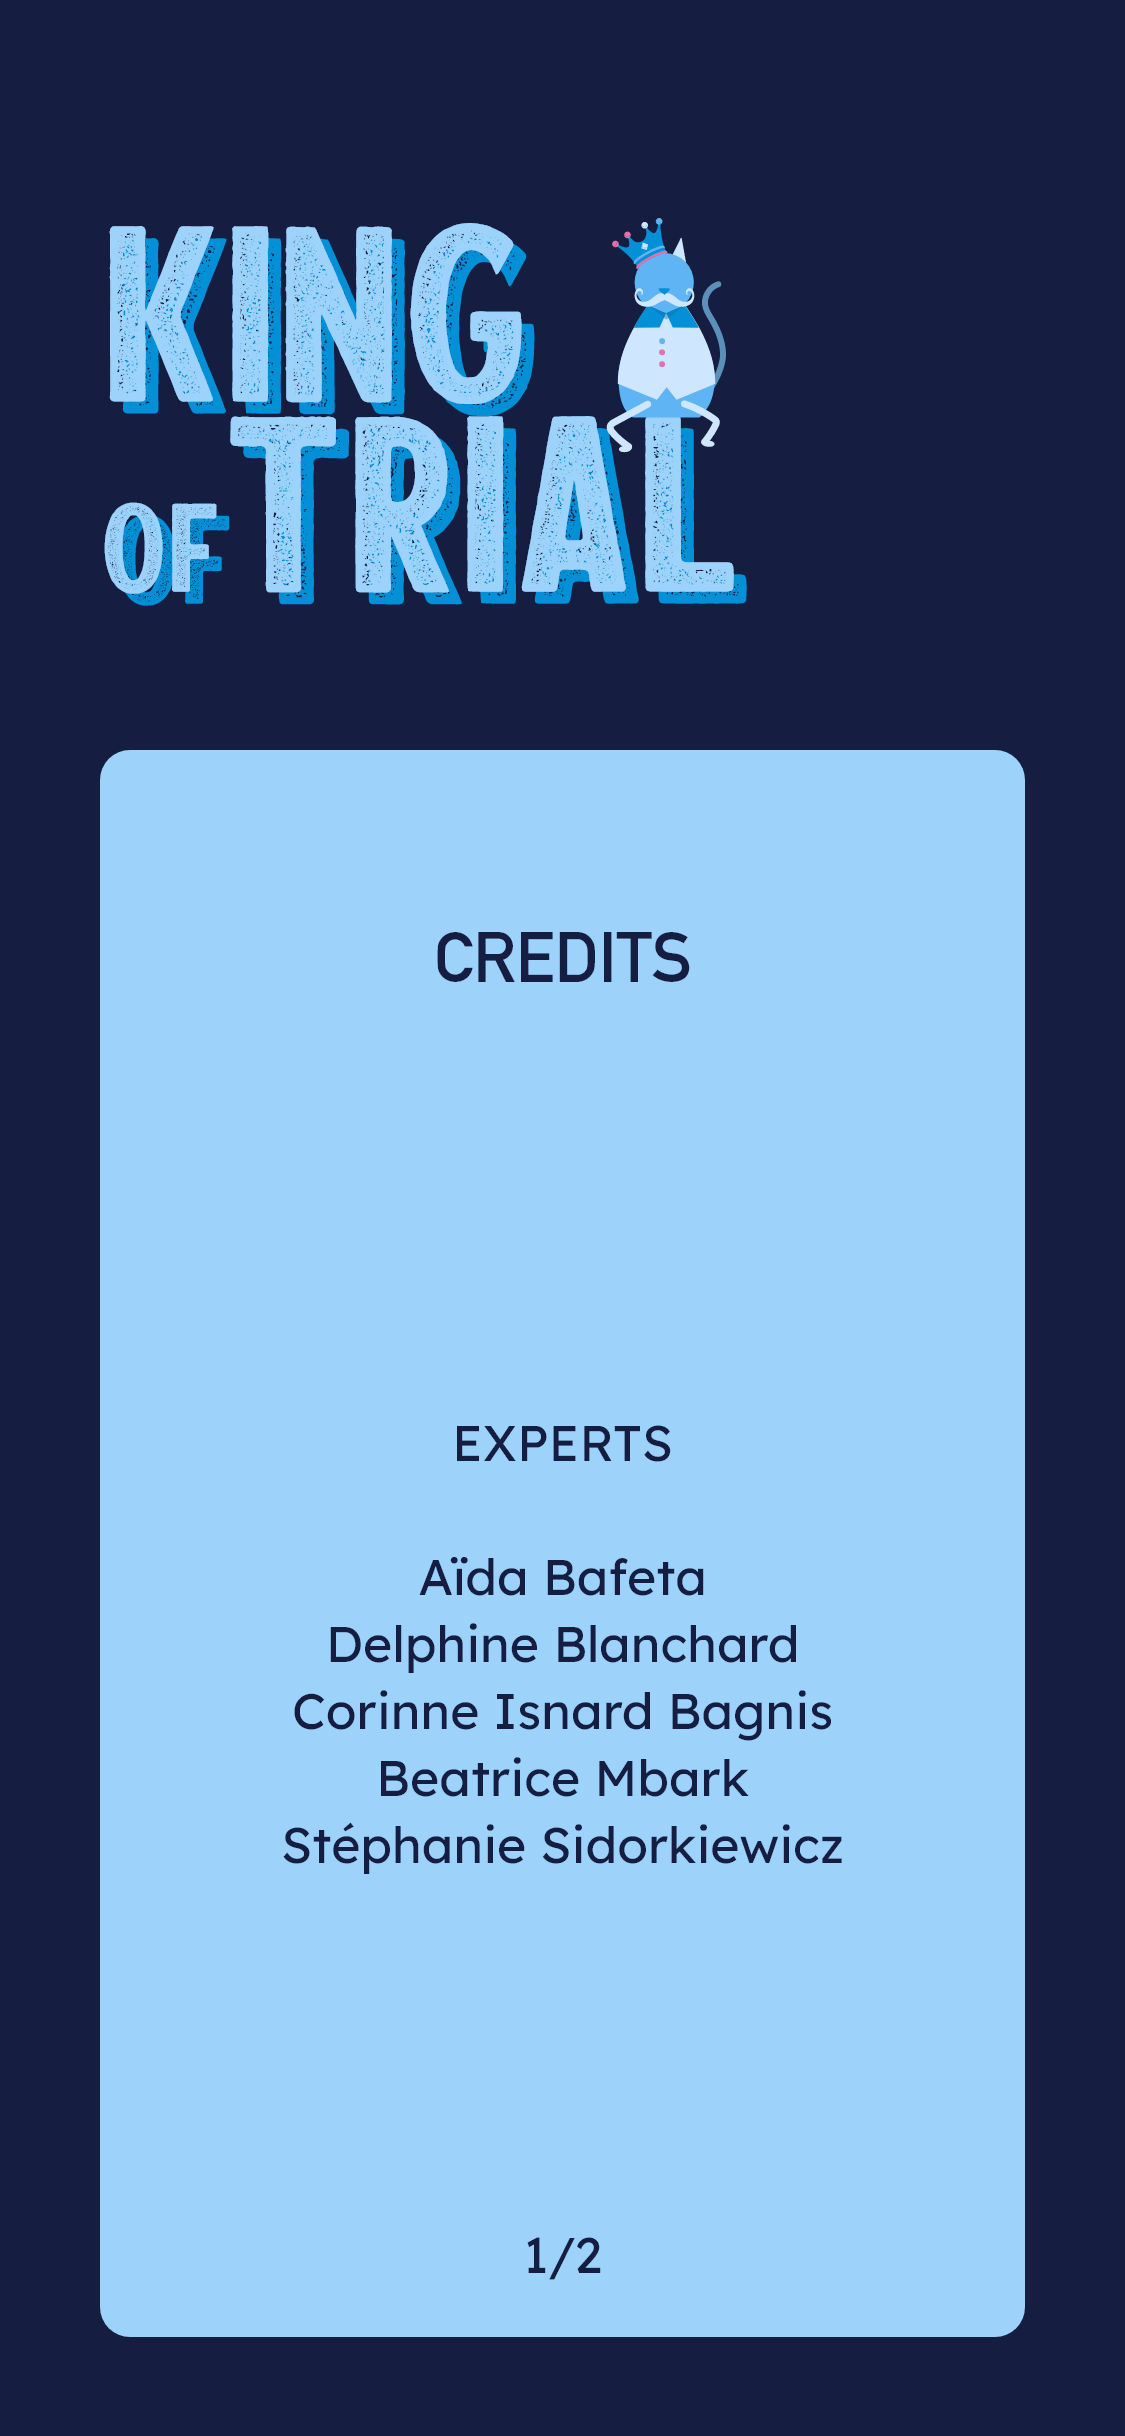 KING
OF TRIAL
CREDITS
EXPERTS
Aïda Bafeta
Delphine Blanchard
Corinne Isnard Bagnis
Beatrice Mbark
Stéphanie Sidorkiewicz
1/2